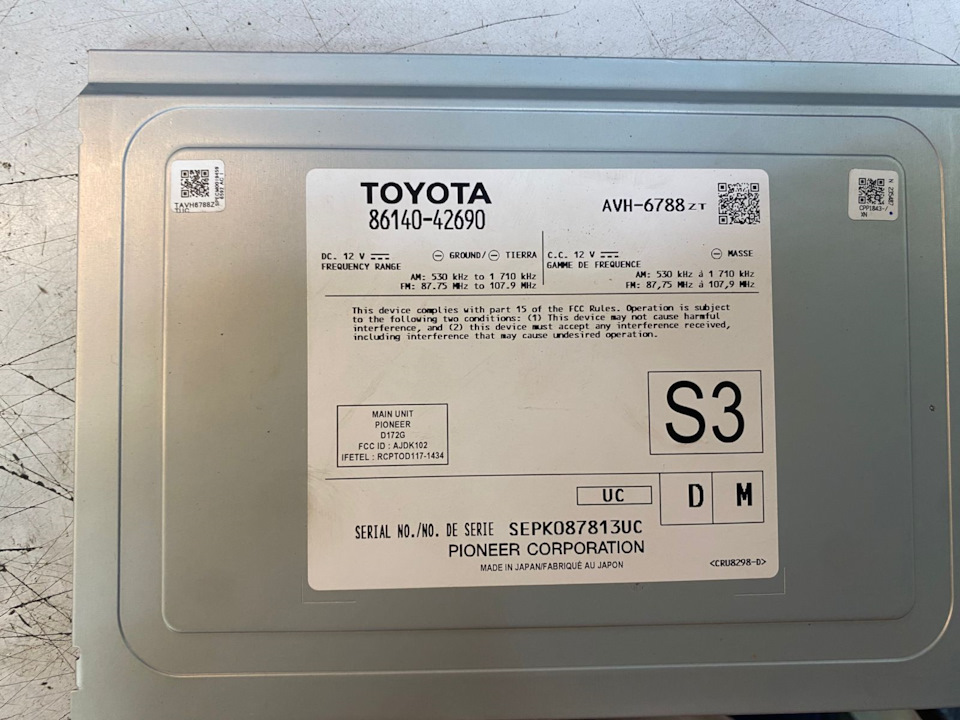 TOYOTA
86140-42690
AVH-6788 ZT
DC. 12 V
GROUND/ TIERRA
FREQUENCY RANGE
AM: 530 kHz to 1 710 kHz
FM: 87.75 MHz to 107.9 MHz
C.C. 12 V
MASSE
GAMME DE FREQUENCE
AM: 530 kHz à 1 710 kHz
FM: 87,75 MHz à 107,9 MHz
This device complies with part 15 of the FCC Rules. Operation is subject
to the following two conditions: (1) This device may not cause harmful
interference, and (2) this device must accept any interference received,
including interference that may cause undesired operation.
MAIN UNIT
PIONEER
D172G
FCC ID : AJDK102
IFETEL : RCPTOD117-1434
S3
UC
D M
SERIAL NO./NO. DE SERIE SEPK087813UC
PIONEER CORPORATION
MADE IN JAPAN/FABRIQUÉ AU JAPON
<CRU8298-D>
CPP1843-/
XN